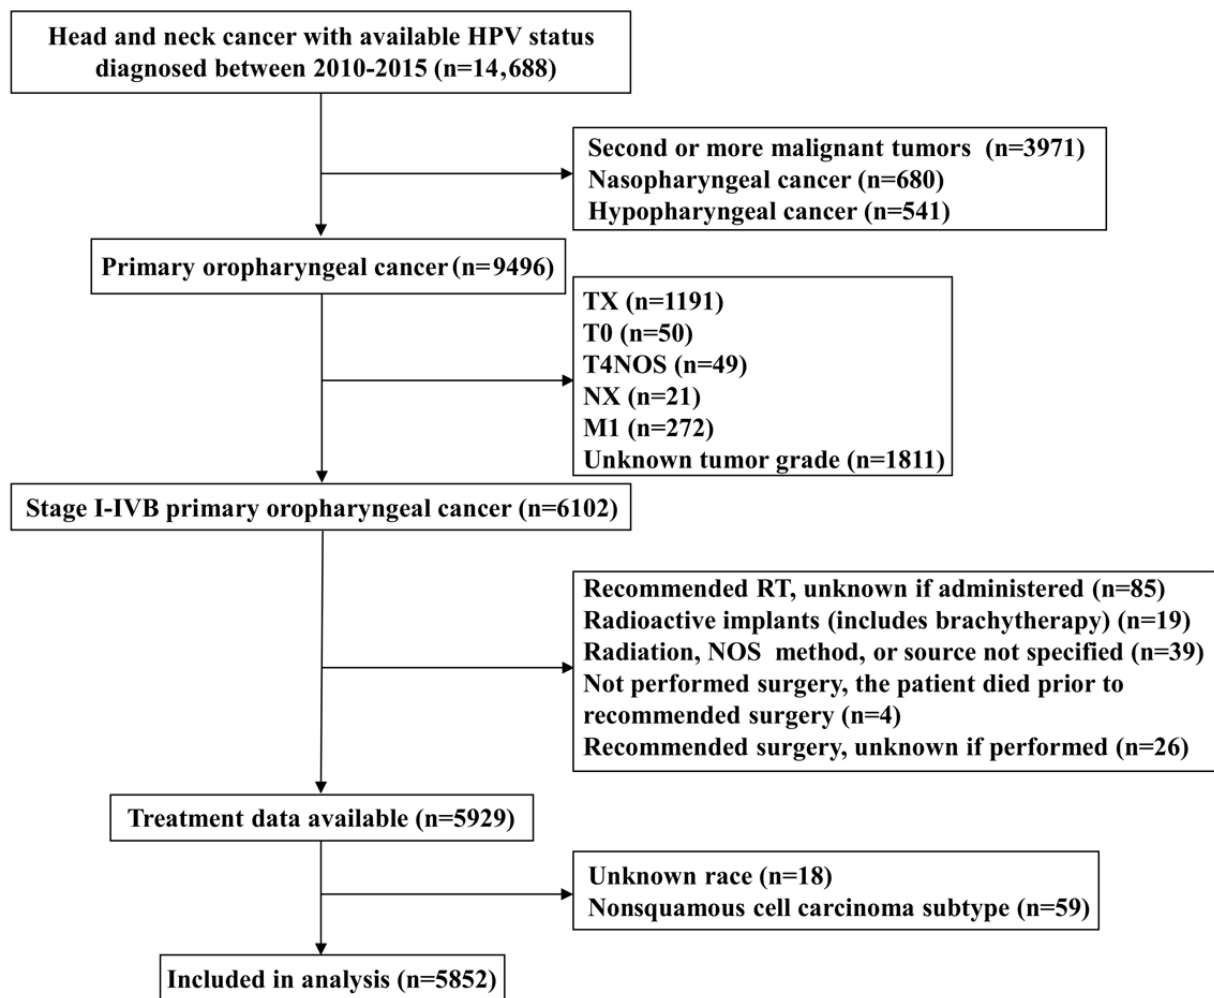 Head and neck cancer with available HPV status
diagnosed between 2010-2015 (n=14,688)
Second or more malignant tumors (n=3971)
Nasopharyngeal cancer (n=680)
Hypopharyngeal cancer (n=541)
Primary oropharyngeal cancer (n=9496)
TX (n=1191)
T0 (n=50)
T4NOS (n=49)
NX (n=21)
M1 (n=272)
Unknown tumor grade (n=1811)
Stage I-IVB primary oropharyngeal cancer (n=6102)
Recommended RT, unknown if administered (n=85)
Radioactive implants (includes brachytherapy) (n=19)
Radiation, NOS method, or source not specified (n=39)
Not performed surgery, the patient died prior to
recommended surgery (n=4)
Recommended surgery, unknown if performed (n=26)
Treatment data available (n=5929)
Unknown race (n=18)
Nonsquamous cell carcinoma subtype (n=59)
Included in analysis (n=5852)